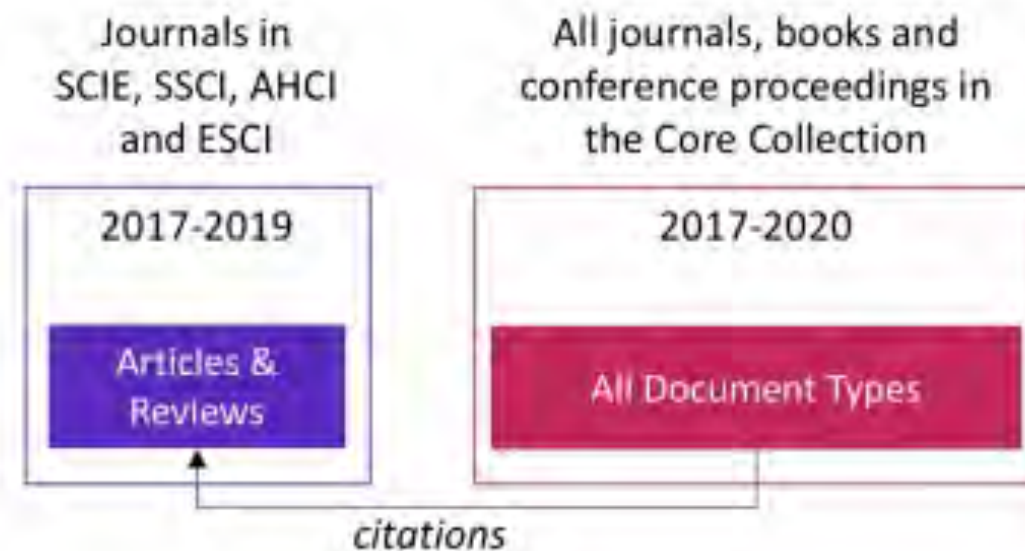 Journals in
SCIE, SSCI, AHCI
and ESCI
2017-2019
Articles &
Reviews
All journals, books and
conference proceedings in
the Core Collection
2017-2020
All Document Types
citations